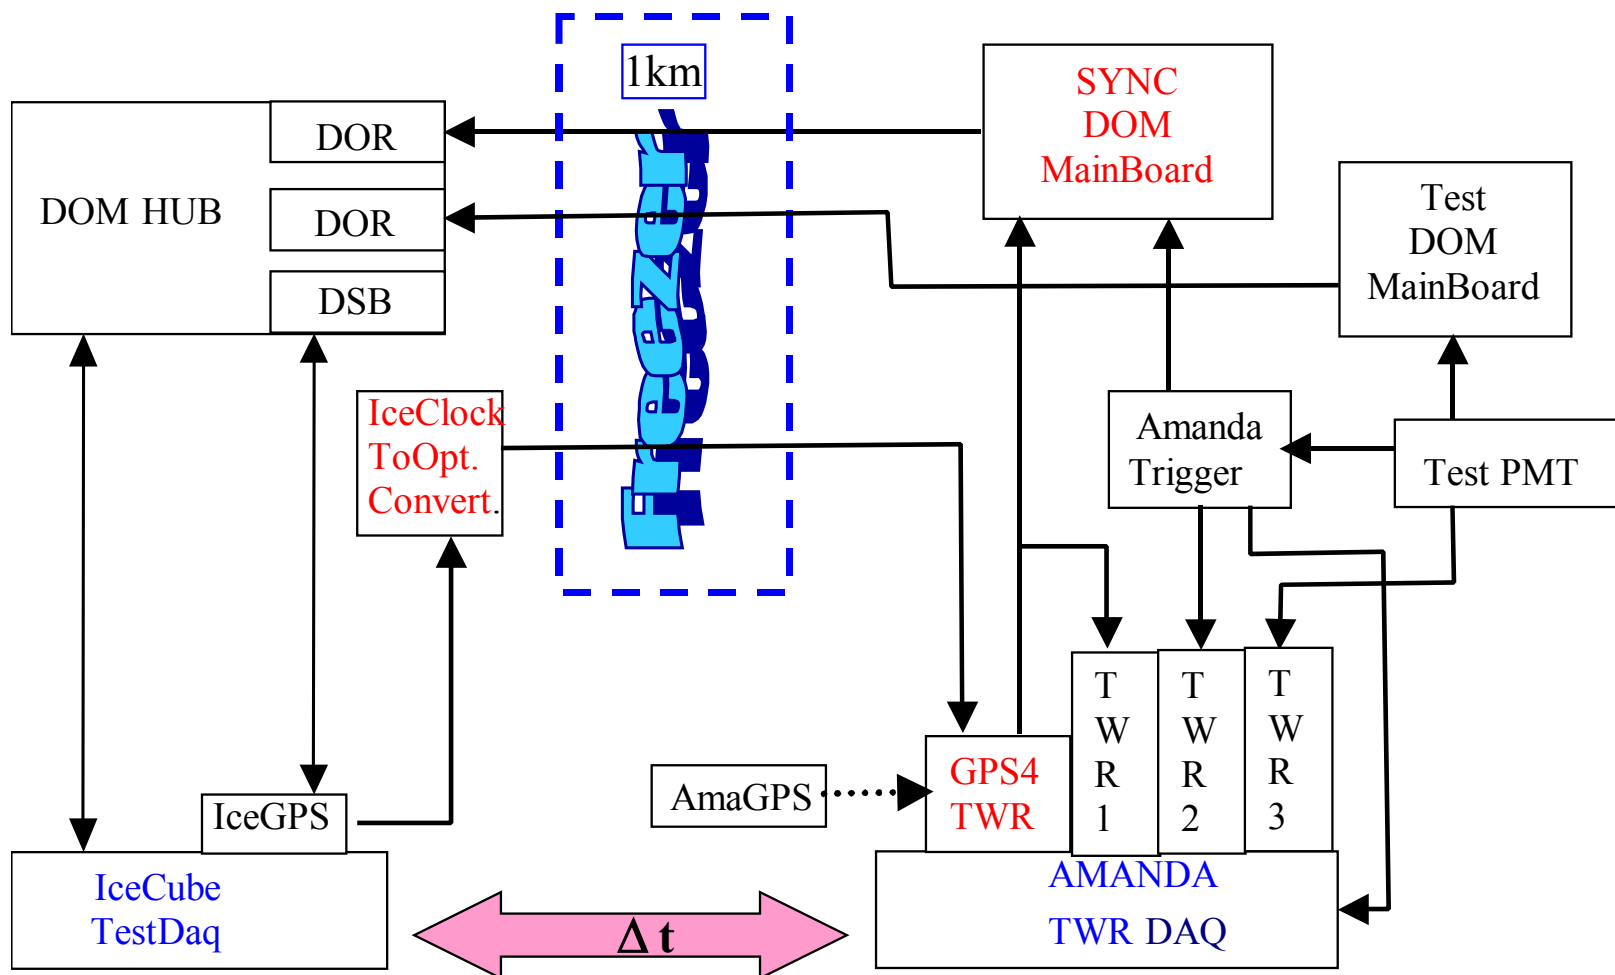 1km
SYNC
DOM
MainBoard
DOR
DOM HUB
DOR
DSB
Test
DOM
MainBoard
Freezer
IceClock
ToOpt.
Convert.
Amanda
Trigger
Test PMT
AmaGPS
GPS4
TWR
T
W
R
1
T
W
R
2
T
W
R
3
IceGPS
IceCube
TestDaq
Δ t
AMANDA
TWR DAQ